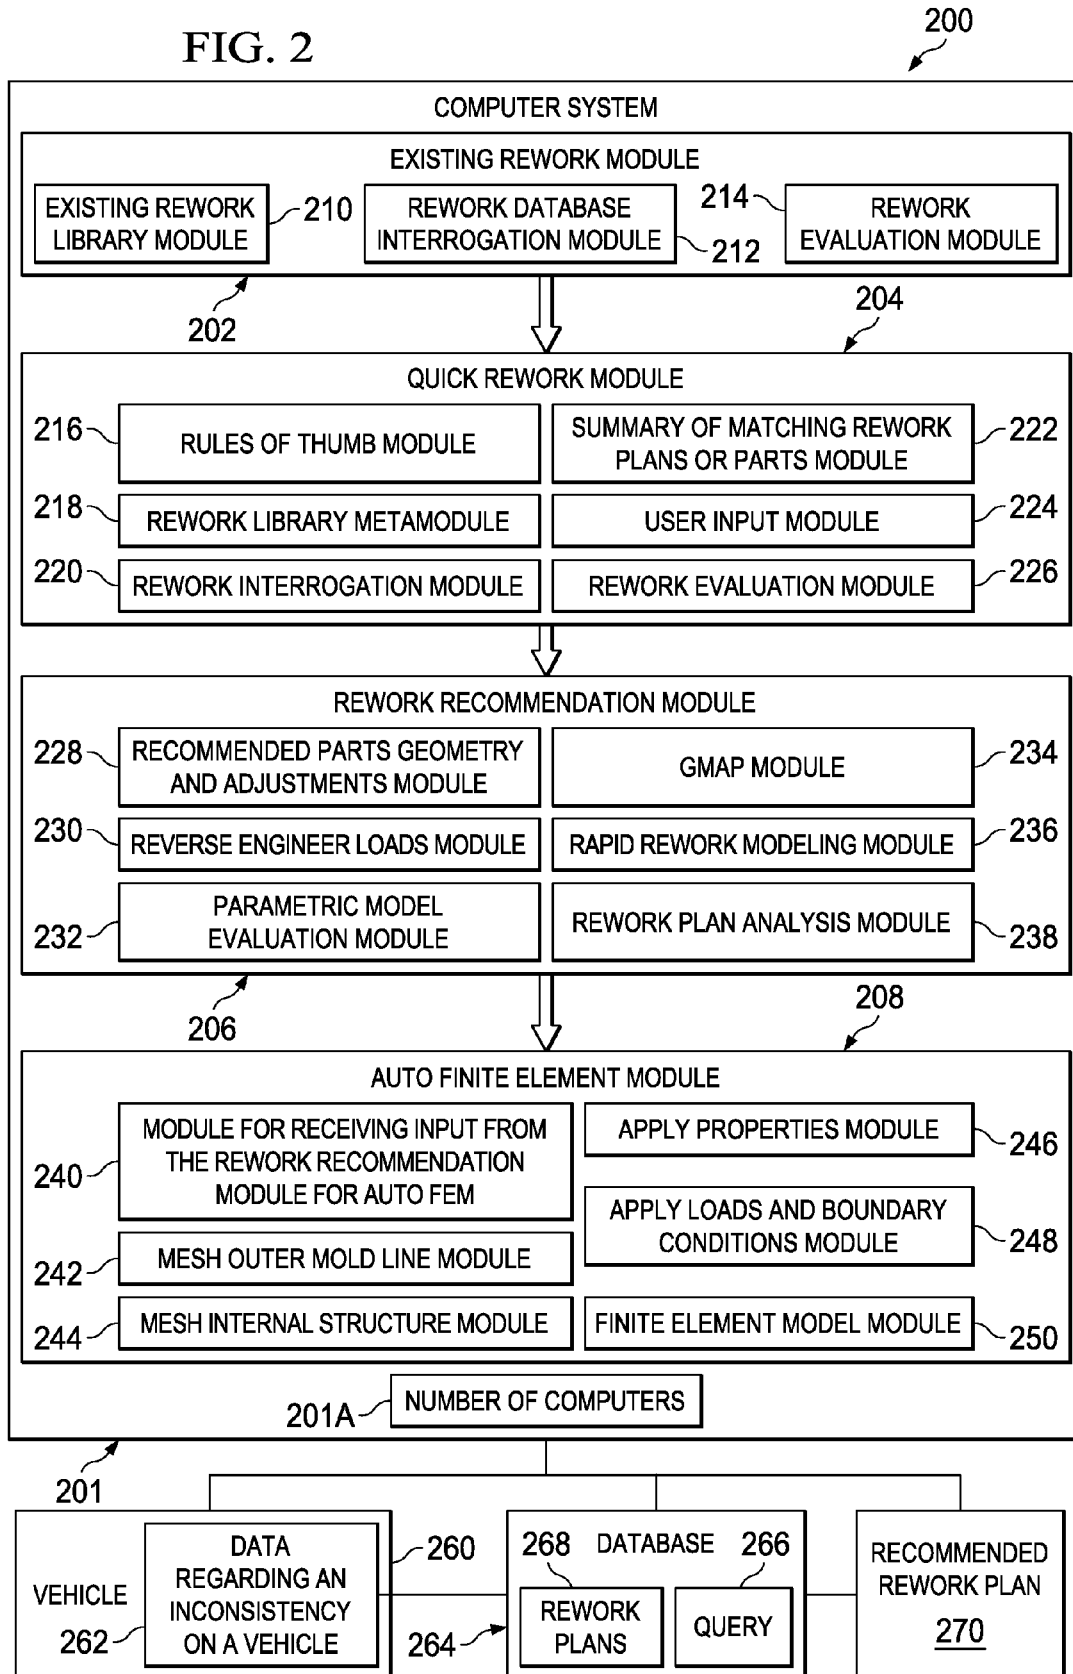 FIG. 2
200
COMPUTER SYSTEM
EXISTING REWORK MODULE
EXISTING REWORK
LIBRARY MODULE
210
REWORK DATABASE
INTERROGATION MODULE
212
214
REWORK
EVALUATION MODULE
202
204
QUICK REWORK MODULE
216
RULES OF THUMB MODULE
SUMMARY OF MATCHING REWORK
PLANS OR PARTS MODULE
222
218
REWORK LIBRARY METAMODULE
USER INPUT MODULE
224
220
REWORK INTERROGATION MODULE
REWORK EVALUATION MODULE
226
REWORK RECOMMENDATION MODULE
228
RECOMMENDED PARTS GEOMETRY
AND ADJUSTMENTS MODULE
GMAP MODULE
234
230
REVERSE ENGINEER LOADS MODULE
RAPID REWORK MODELING MODULE
236
232
PARAMETRIC MODEL
EVALUATION MODULE
REWORK PLAN ANALYSIS MODULE
238
206
208
AUTO FINITE ELEMENT MODULE
240
MODULE FOR RECEIVING INPUT FROM
THE REWORK RECOMMENDATION
MODULE FOR AUTO FEM
APPLY PROPERTIES MODULE
246
APPLY LOADS AND BOUNDARY
CONDITIONS MODULE
248
242
MESH OUTER MOLD LINE MODULE
244
MESH INTERNAL STRUCTURE MODULE
FINITE ELEMENT MODEL MODULE
250
201A
NUMBER OF COMPUTERS
201
VEHICLE
262
DATA
REGARDING AN
INCONSISTENCY
ON A VEHICLE
260
264
DATABASE
268
REWORK
PLANS
266
QUERY
RECOMMENDED
REWORK PLAN
270